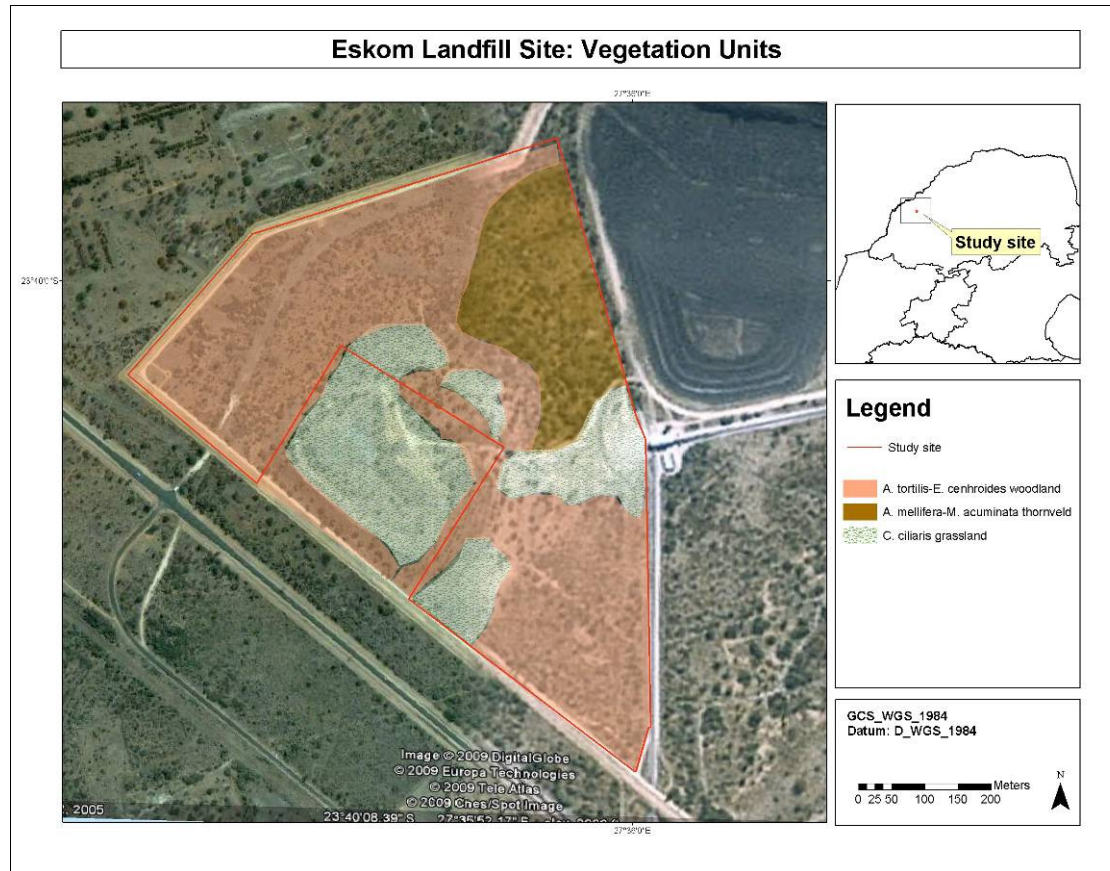 Eskom Landfill Site: Vegetation Units
27°36'0"E
23°40'0"S
Study site
Legend
Study site
A. tortilis-E. cenhroides woodland
A. mellifera-M. acuminata thornveld
C. ciliaris grassland
GCS_WGS_1984
Datum: D_WGS_1984
Meters
0 25 50 100 150 200
N
Image © 2009 DigitalGlobe
© 2009 Europa Technologies
© 2009 Tele Atlas
© 2009 Cnes/Spot Image
2005
23°40'08.39" S 27°35'52.17" E
27°36'0"E